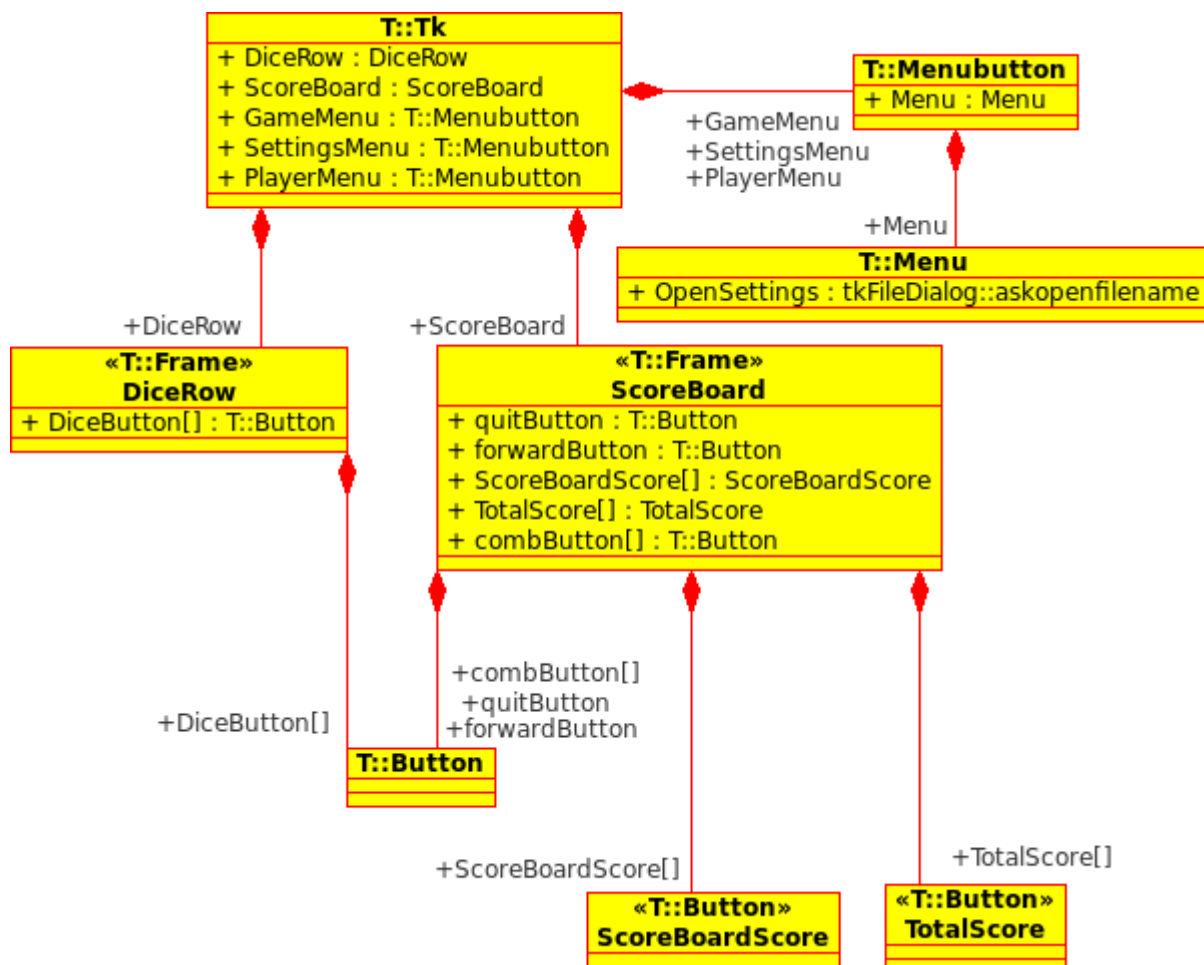 T::Tk
+ DiceRow : DiceRow
+ ScoreBoard : ScoreBoard
+ GameMenu : T::Menubutton
+ SettingsMenu : T::Menubutton
+ PlayerMenu : T::Menubutton
T::Menubutton
+ Menu : Menu
+GameMenu
+SettingsMenu
+PlayerMenu
+Menu
T::Menu
+ OpenSettings : tkFileDialog::askopenfilename
+DiceRow
+ScoreBoard
«T::Frame»
DiceRow
+ DiceButton[] : T::Button
«T::Frame»
ScoreBoard
+ quitButton : T::Button
+ forwardButton : T::Button
+ ScoreBoardScore[] : ScoreBoardScore
+ TotalScore[] : TotalScore
+ combButton[] : T::Button
+combButton[]
+quitButton
+forwardButton
+DiceButton[]
T::Button
+ScoreBoardScore[]
+TotalScore[]
«T::Button»
ScoreBoardScore
«T::Button»
TotalScore